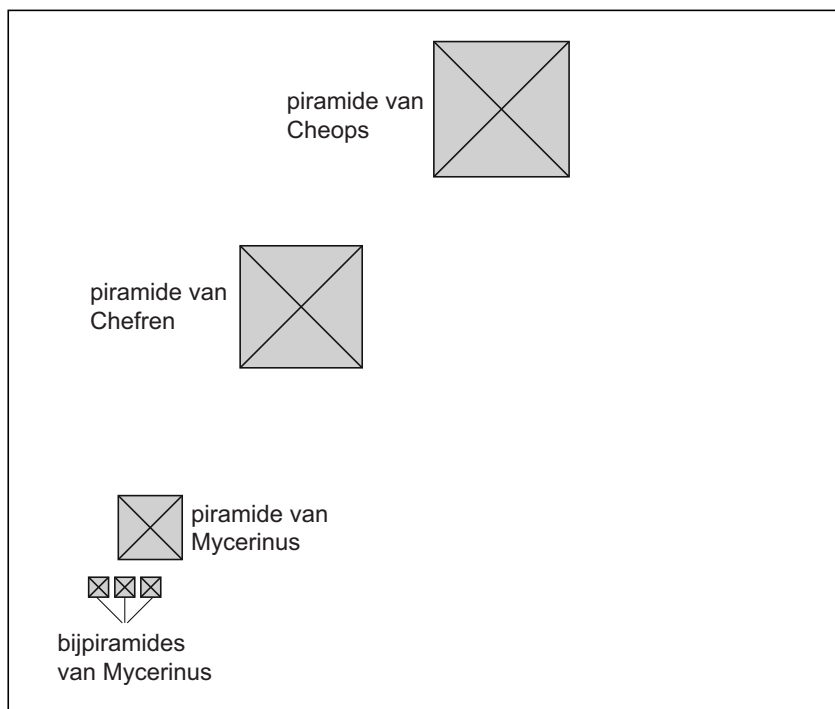 piramide van
Cheops
piramide van
Chefren
piramide van
Mycerinus
bijpiramides
van Mycerinus